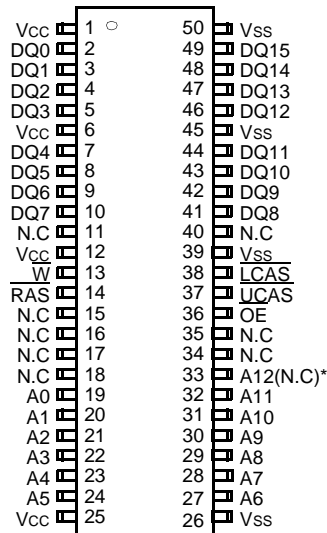 Vcc 1 50 Vss
DQ0 2 49 DQ15
DQ1 3 48 DQ14
DQ2 4 47 DQ13
DQ3 5 46 DQ12
Vcc 6 45 Vss
DQ4 7 44 DQ11
DQ5 8 43 DQ10
DQ6 9 42 DQ9
DQ7 10 41 DQ8
N.C 11 40 N.C
Vcc 12 39 Vss
W 13 38 LCAS
RAS 14 37 UCAS
N.C 15 36 OE
N.C 16 35 N.C
N.C 17 34 N.C
N.C 18 33 A12(N.C)*
A0 19 32 A11
A1 20 31 A10
A2 21 30 A9
A3 22 29 A8
A4 23 28 A7
A5 24 27 A6
Vcc 25 26 Vss